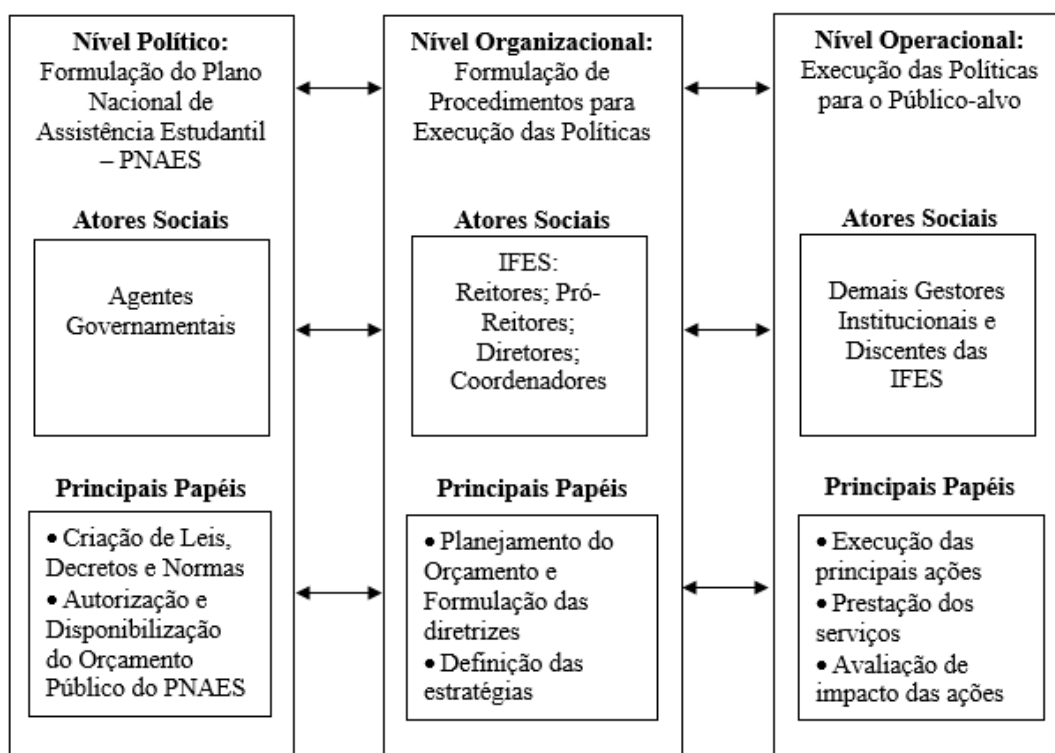 Nível Político:
Formulação do Plano
Nacional de
Assistência Estudantil
– PNAES
Atores Sociais
Agentes
Governamentais
Principais Papéis
• Criação de Leis,
Decretos e Normas
• Autorização e
Disponibilização
do Orçamento
Público do PNAES
Nível Organizacional:
Formulação de
Procedimentos para
Execução das Políticas
Atores Sociais
IFES:
Reitores; Pró-
Reitores;
Diretores;
Coordenadores
Principais Papéis
• Planejamento do
Orçamento e
Formulação das
diretrizes
• Definição das
estratégias
Nível Operacional:
Execução das Políticas
para o Público-alvo
Atores Sociais
Demais Gestores
Institucionais e
Discentes das
IFES
Principais Papéis
• Execução das
principais ações
• Prestação dos
serviços
• Avaliação de
impacto das ações